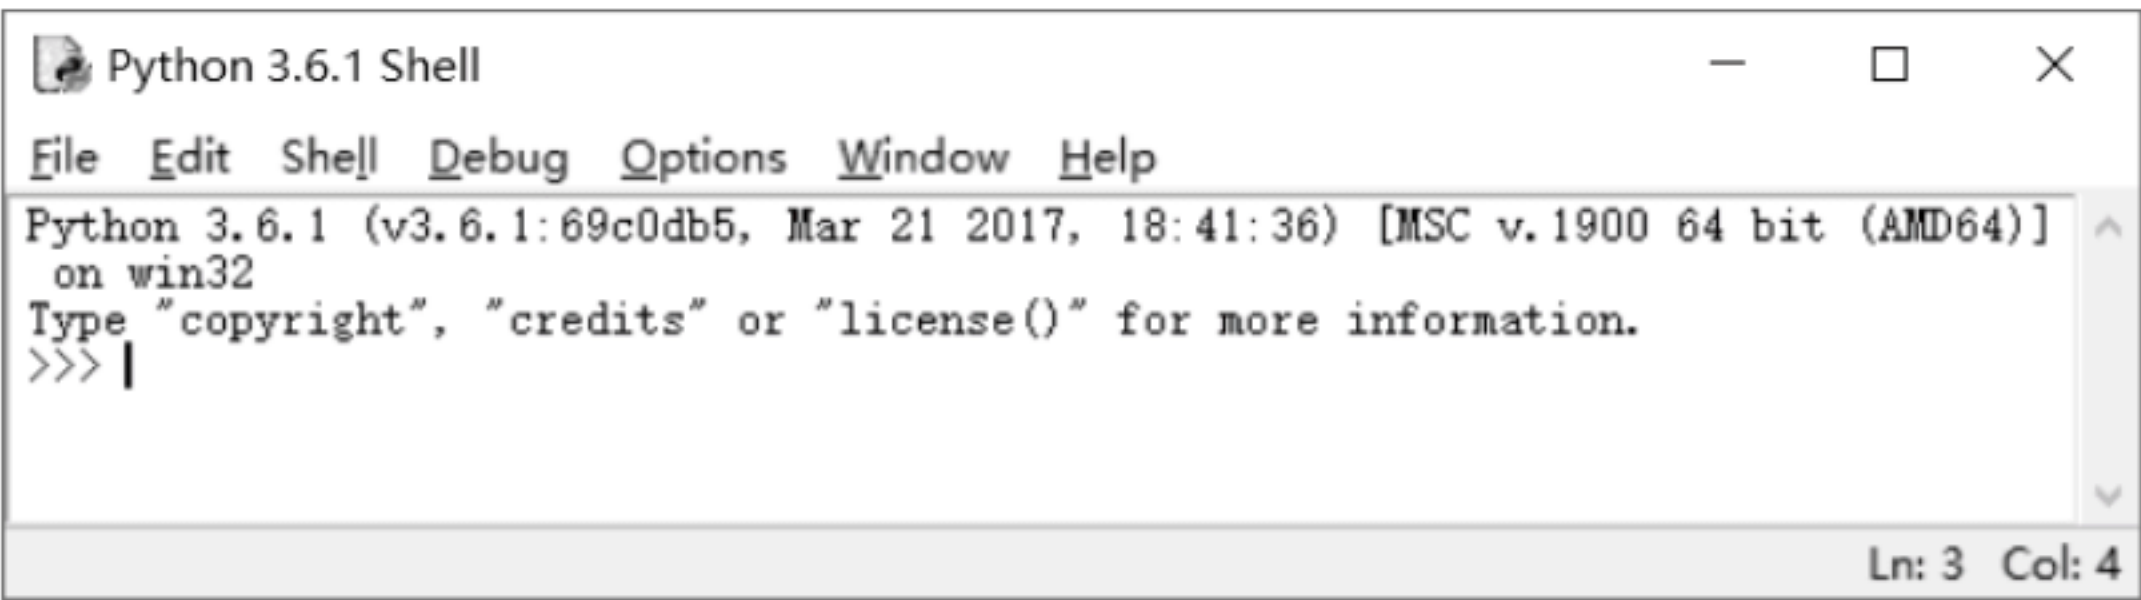 Python 3.6.1 Shell
File Edit Shell Debug Options Window Help
Python 3.6.1 (v3.6.1:69c0db5, Mar 21 2017, 18:41:36) [MSC v.1900 64 bit (AMD64)]
on win32
Type "copyright", "credits" or "license()" for more information.
>>>
Ln: 3 Col: 4